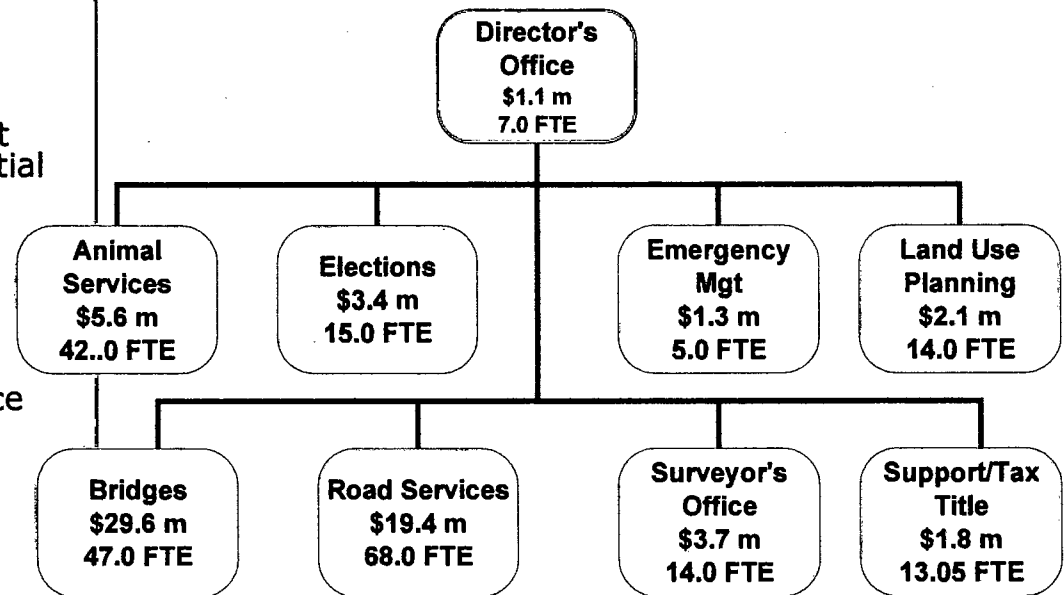 t
tial
ce
Director's
Office
$1.1 m
7.0 FTE
Animal
Services
$5.6 m
42..0 FTE
Elections
$3.4 m
15.0 FTE
Emergency
Mgt
$1.3 m
5.0 FTE
Land Use
Planning
$2.1 m
14.0 FTE
Bridges
$29.6 m
47.0 FTE
Road Services
$19.4 m
68.0 FTE
Surveyor's
Office
$3.7 m
14.0 FTE
Support/Tax
Title
$1.8 m
13.05 FTE